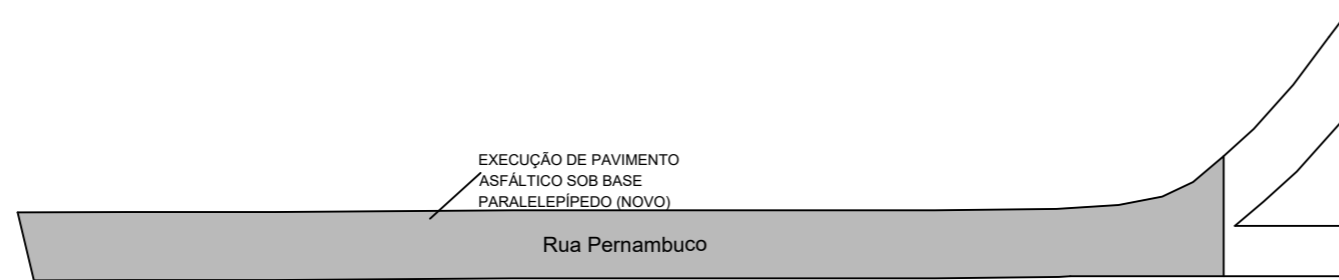 EXECUÇÃO DE PAVIMENTO
ASFÁLTICO SOB BASE
PARALELEPÍPEDO (NOVO)
Rua Pernambuco